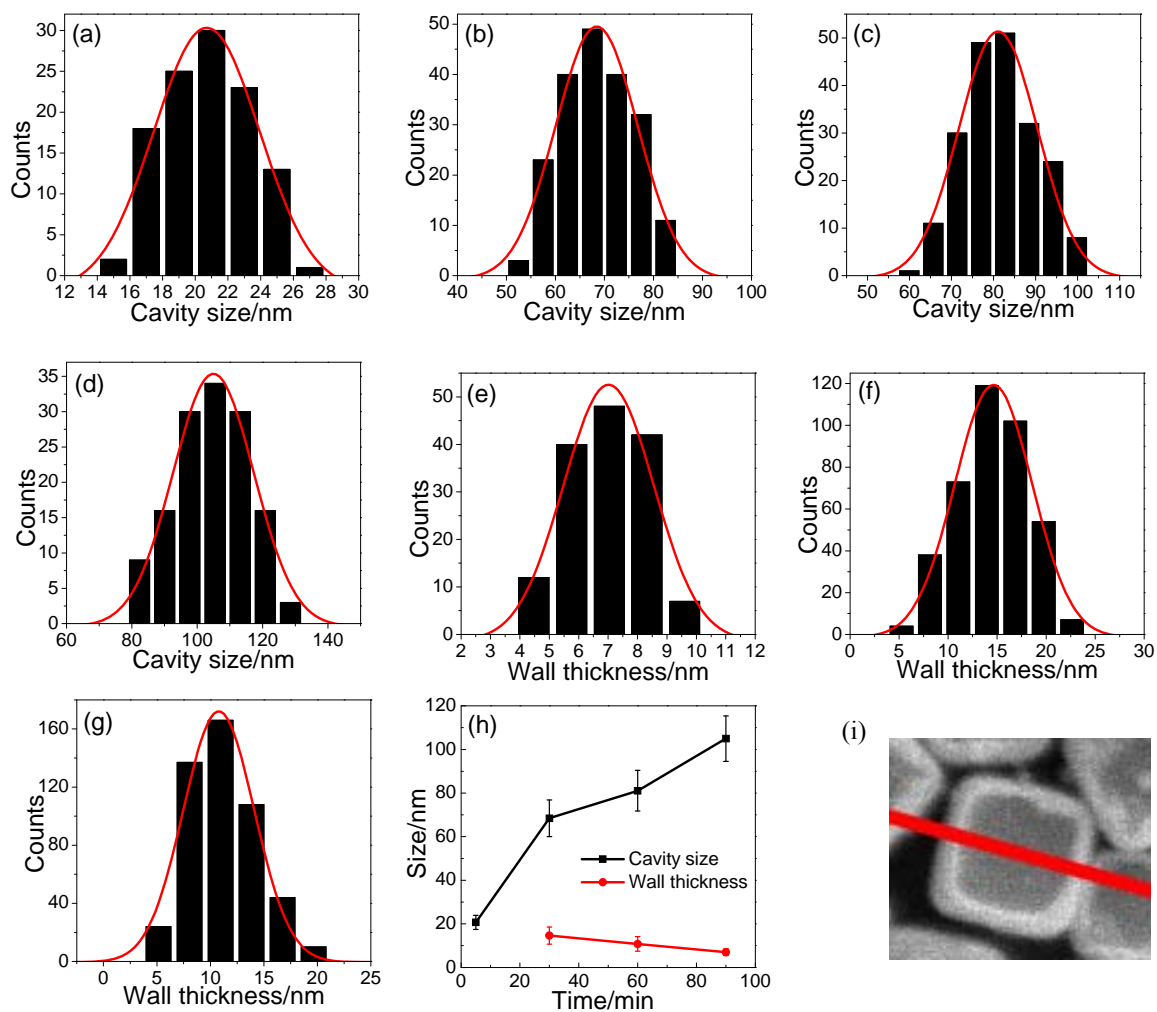 (a)
Counts
30
25
20
15
10
5
0
12 14 16 18 20 22 24 26 28 30
Cavity size/nm
(b)
Counts
50
40
30
20
10
0
40 50 60 70 80 90 100
Cavity size/nm
(c)
Counts
50
40
30
20
10
0
50 60 70 80 90 100 110
Cavity size/nm
(d)
Counts
35
30
25
20
15
10
5
0
60 80 100 120 140
Cavity size/nm
(e)
Counts
50
40
30
20
10
0
2 3 4 5 6 7 8 9 10 11 12
Wall thickness/nm
(f)
Counts
120
100
80
60
40
20
0
0 5 10 15 20 25 30
Wall thickness/nm
(g)
Counts
160
120
80
40
0
0 5 10 15 20 25
Wall thickness/nm
(h)
Size/nm
120
100
80
60
40
20
0
Cavity size
Wall thickness
0 20 40 60 80 100
Time/min
(i)